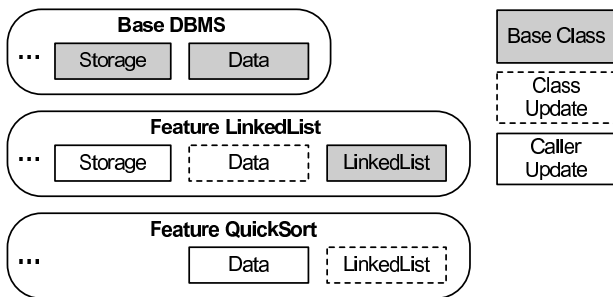 Base DBMS
... Storage Data
Feature LinkedList
... Storage Data LinkedList
Feature QuickSort
... Data LinkedList
Base Class
Class
Update
Caller
Update